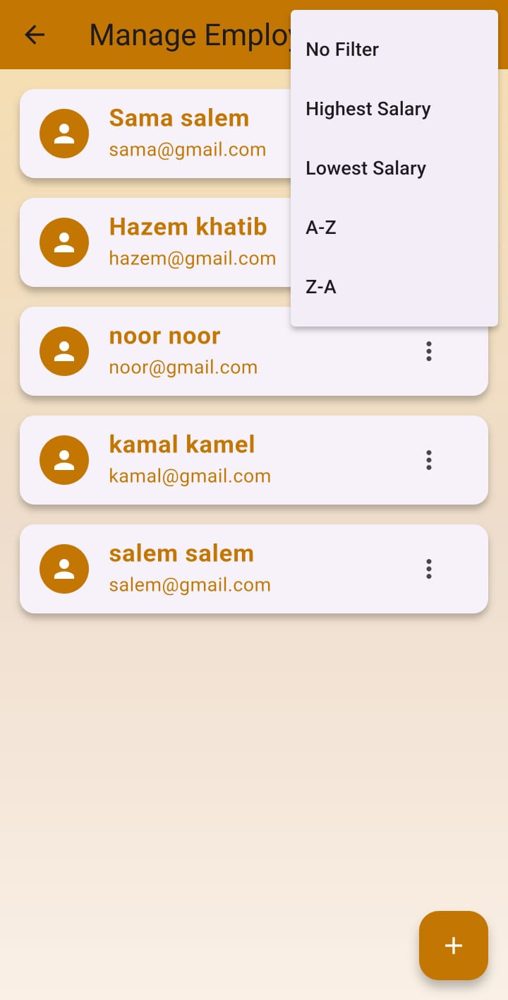 Manage Emplo
No Filter
Highest Salary
Lowest Salary
A-Z
Z-A
Sama salem
sama@gmail.com
Hazem khatib
hazem@gmail.com
noor noor
noor@gmail.com
kamal kamel
kamal@gmail.com
salem salem
salem@gmail.com